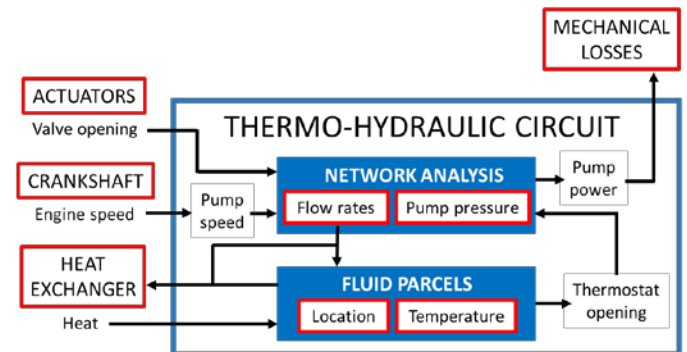 MECHANICAL
LOSSES
ACTUATORS
Valve opening
THERMO-HYDRAULIC CIRCUIT
NETWORK ANALYSIS
Flow rates
Pump pressure
Pump
power
CRANKSHAFT
Engine speed
Pump
speed
HEAT
EXCHANGER
Heat
FLUID PARCELS
Location
Temperature
Thermostat
opening